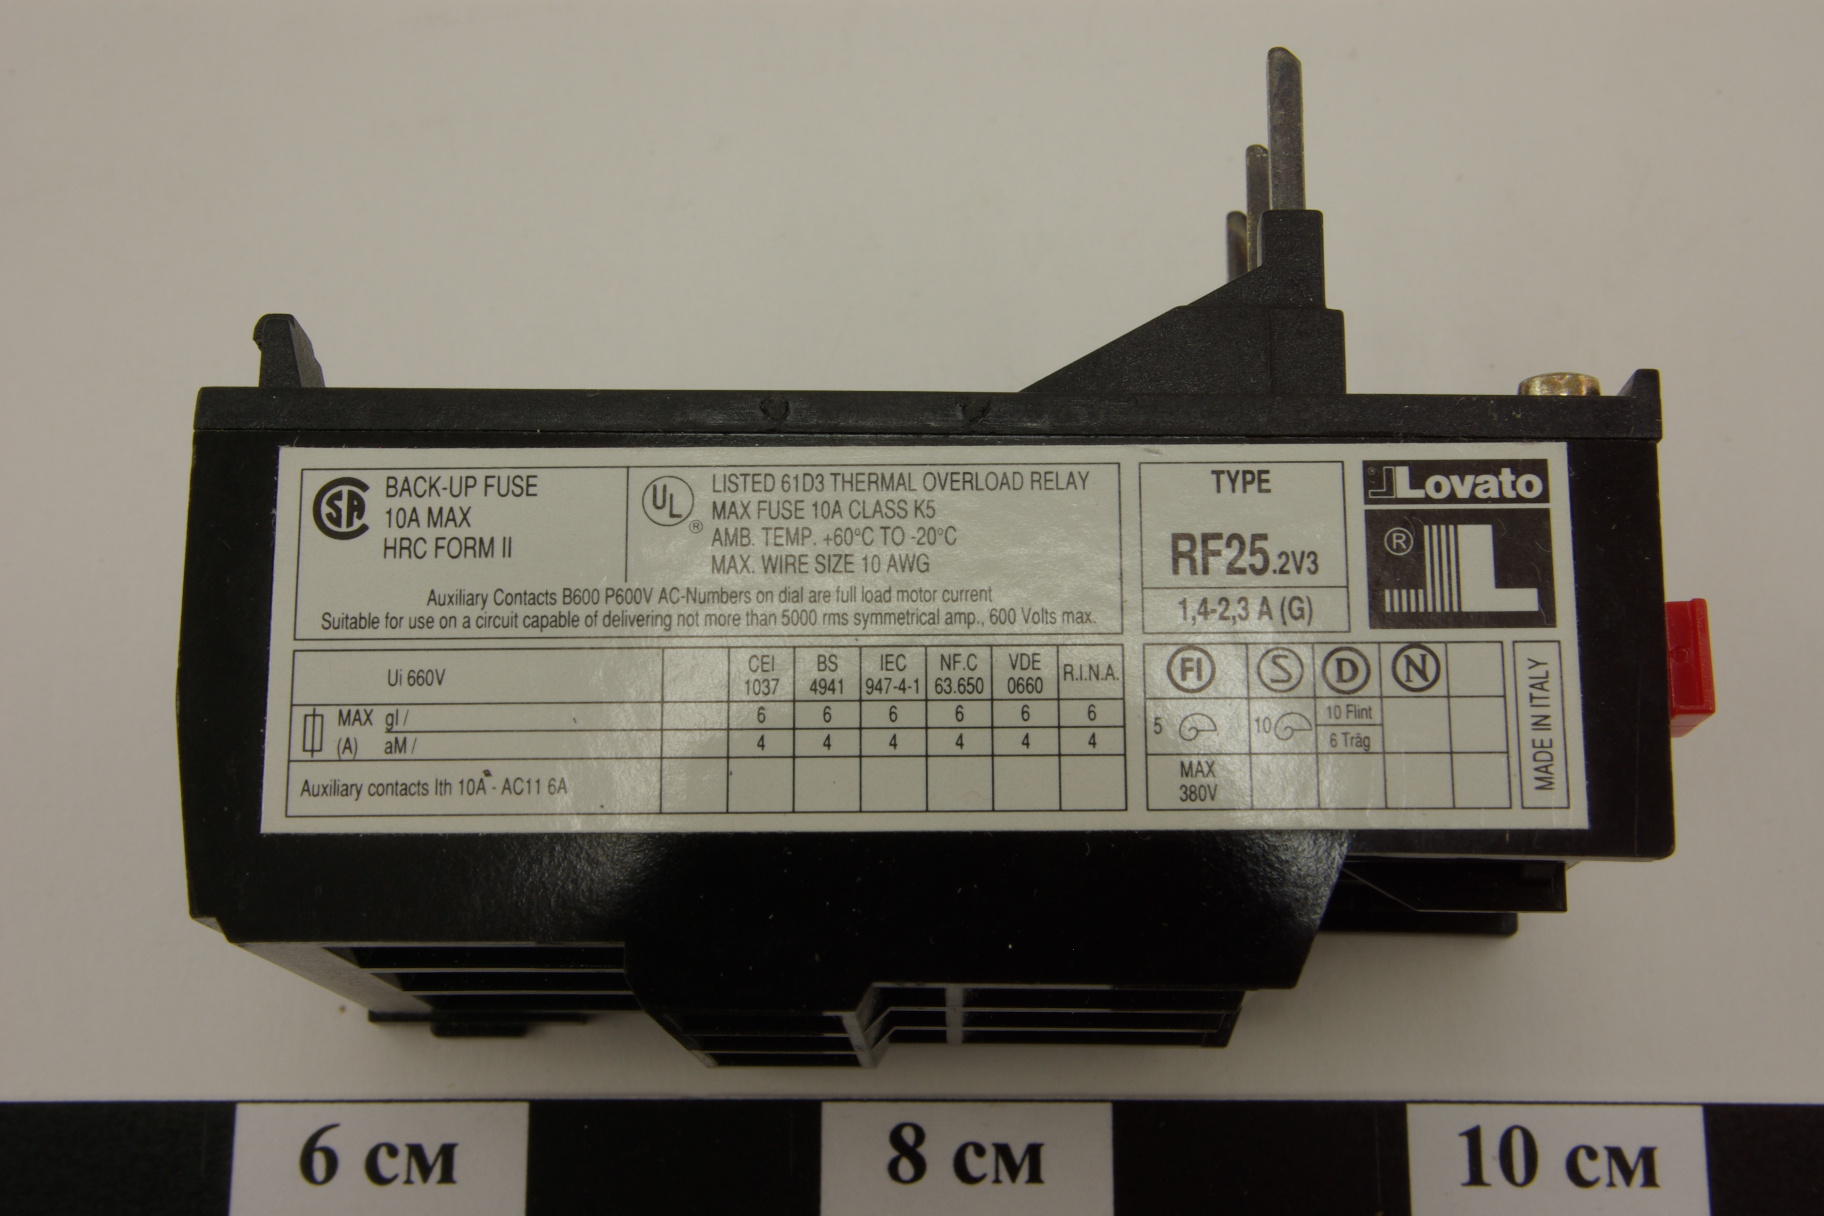 SA
BACK-UP FUSE
10A MAX
HRC FORM II
UL
®
LISTED 61D3 THERMAL OVERLOAD RELAY
MAX FUSE 10A CLASS K5
AMB. TEMP. +60°C TO -20°C
MAX. WIRE SIZE 10 AWG
Auxiliary Contacts B600 P600V AC-Numbers on dial are full load motor current
Suitable for use on a circuit capable of delivering not more than 5000 rms symmetrical amp., 600 Volts max.
TYPE
RF25.2V3
1,4-2,3 A (G)
Lovato
®
L
Ui 660V
CEI 1037
BS 4941
IEC 947-4-1
NF.C 63.650
VDE 0660
R.I.N.A.
MAX (A)
gl / 6 6 6 6 6 6
aM / 4 4 4 4 4 4
Auxiliary contacts Ith 10A - AC11 6A
FI S D N
5 10 10 Flint
6 Träg
MAX
380V
MADE IN ITALY
6 см 8 см 10 см